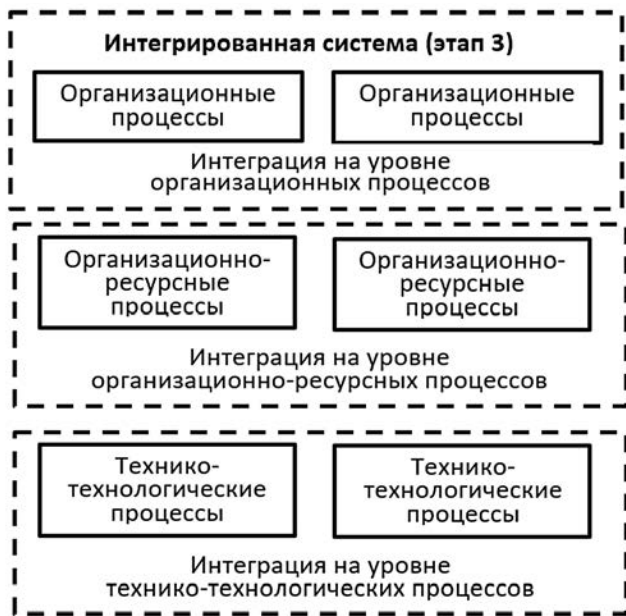 Интегрированная система (этап 3)
Организационные
процессы
Организационные
процессы
Интеграция на уровне
организационных процессов
Организационно-
ресурсные
процессы
Организационно-
ресурсные
процессы
Интеграция на уровне
организационно-ресурсных процессов
Технико-
технологические
процессы
Технико-
технологические
процессы
Интеграция на уровне
технико-технологических процессов